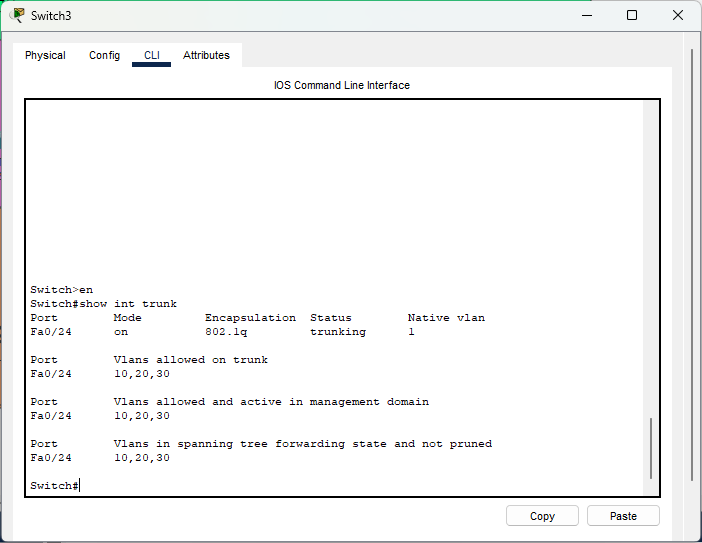 Switch3
Physical Config CLI Attributes
IOS Command Line Interface
Switch>en
Switch#show int trunk
Port        Mode         Encapsulation  Status        Native vlan
Fa0/24      on           802.1q         trunking      1
Port        Vlans allowed on trunk
Fa0/24      10,20,30
Port        Vlans allowed and active in management domain
Fa0/24      10,20,30
Port        Vlans in spanning tree forwarding state and not pruned
Fa0/24      10,20,30
Switch#
Copy Paste